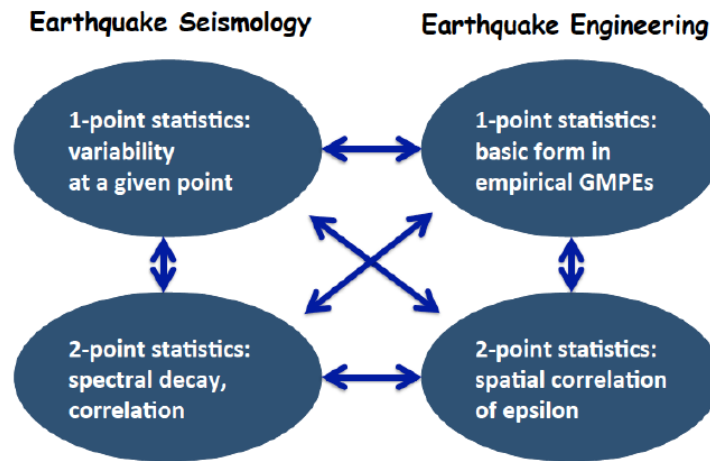 Earthquake Seismology
Earthquake Engineering
1-point statistics:
variability
at a given point
1-point statistics:
basic form in
empirical GMPEs
2-point statistics:
spectral decay,
correlation
2-point statistics:
spatial correlation
of epsilon